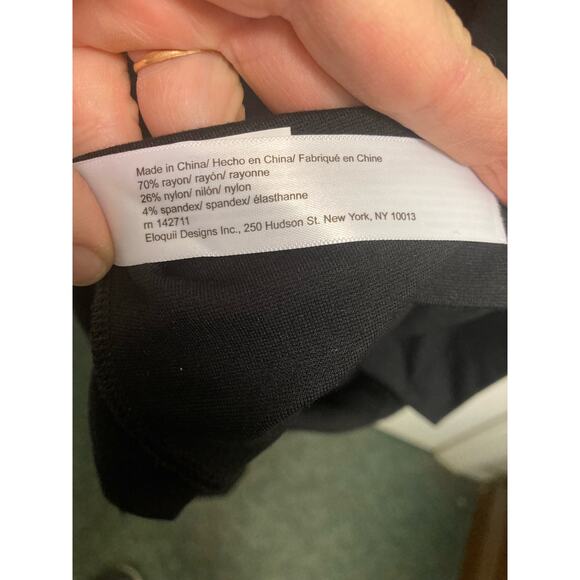 Made in China/ Hecho en China/ Fabriqué en Chine
70% rayon/ rayón/ rayonne
26% nylon/ nilón/ nylon
4% spandex/ spandex/ élasthanne
rn 142711
Eloquii Designs Inc., 250 Hudson St. New York, NY 10013